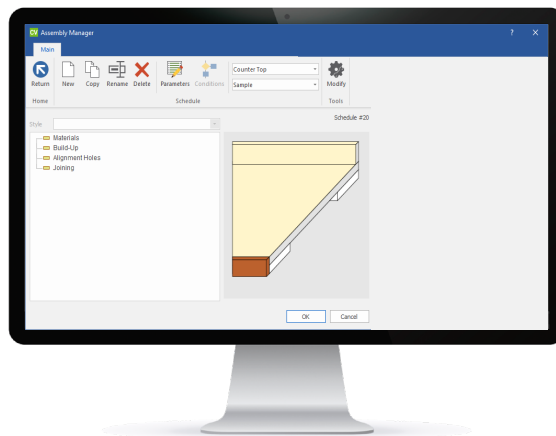 CV Assembly Manager ? X
Main
Return New Copy Rename Delete Parameters Conditions Counter Top Modify
Sample
Home Schedule Tools
Schedule #20
Style
Materials
Build-Up
Alignment Holes
Joining
OK Cancel